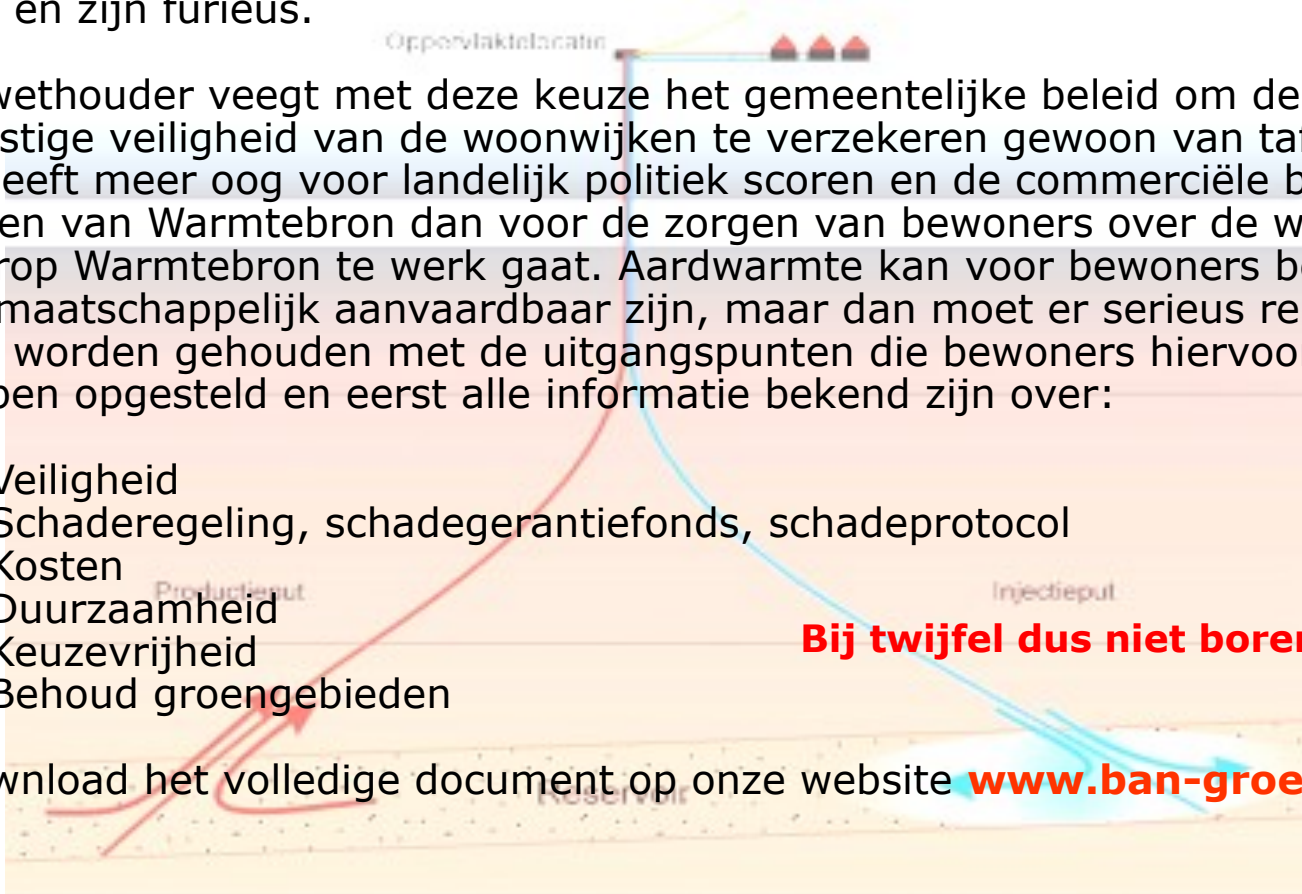 en zijn furieus.
Oppervlaktelocatie
wethouder veegt met deze keuze het gemeentelijke beleid om de
stige veiligheid van de woonwijken te verzekeren gewoon van taf
eeft meer oog voor landelijk politiek scoren en de commerciële b
en van Warmtebron dan voor de zorgen van bewoners over de w
rop Warmtebron te werk gaat. Aardwarmte kan voor bewoners be
maatschappelijk aanvaardbaar zijn, maar dan moet er serieus re
worden gehouden met de uitgangspunten die bewoners hiervoo
ben opgesteld en eerst alle informatie bekend zijn over:
Veiligheid
Schaderegeling, schadegerantiefonds, schadeprotocol
Kosten
Productieput
Injectieput
Duurzaamheid
Keuzevrijheid
Bij twijfel dus niet boren
Behoud groengebieden
wnload het volledige document op onze website www.ban-groe
Reservoir